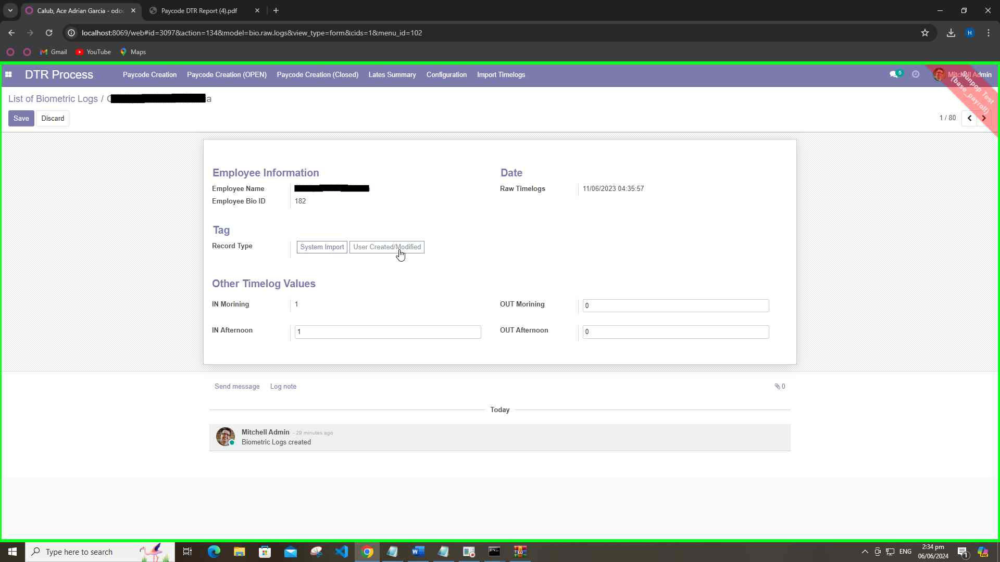 Calub, Ace Adrian Garcia - odoo
Paycode DTR Report (4).pdf
localhost:8069/web#id=3097&action=134&model=bio.raw.logs&view_type=form&cids=1&menu_id=102
H
Gmail
YouTube
Maps
DTR Process
Paycode Creation
Paycode Creation (OPEN)
Paycode Creation (Closed)
Lates Summary
Configuration
Import Timelogs
5
Mitchell Admin
Runpop Test
(base_payroll)
List of Biometric Logs /
a
Save
Discard
1 / 80
Employee Information
Date
Employee Name
Raw Timelogs
11/06/2023 04:35:57
Employee Bio ID
182
Tag
Record Type
System Import
User Created/Modified
Other Timelog Values
IN Morining
1
OUT Morining
0
IN Afternoon
1
OUT Afternoon
0
Send message
Log note
0
Today
Mitchell Admin
- 29 minutes ago
Biometric Logs created
Type here to search
ENG
2:34 pm
06/06/2024
1